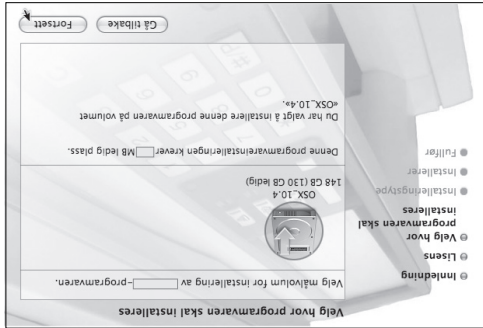 Velg hvor programvaren skal installeres
Innledning
Lisens
Velg hvor
programvaren skal
installeres
Installeringstype
Installerer
Fullfør
Velg målvolum for installering av -programvaren.
OSX_10.4
148 GB (130 GB ledig)
Denne programvareinstalleringen krever MB ledig plass.
Du har valgt å installere denne programvaren på volumet
«OSX_10.4».
Gå tilbake
Fortsett